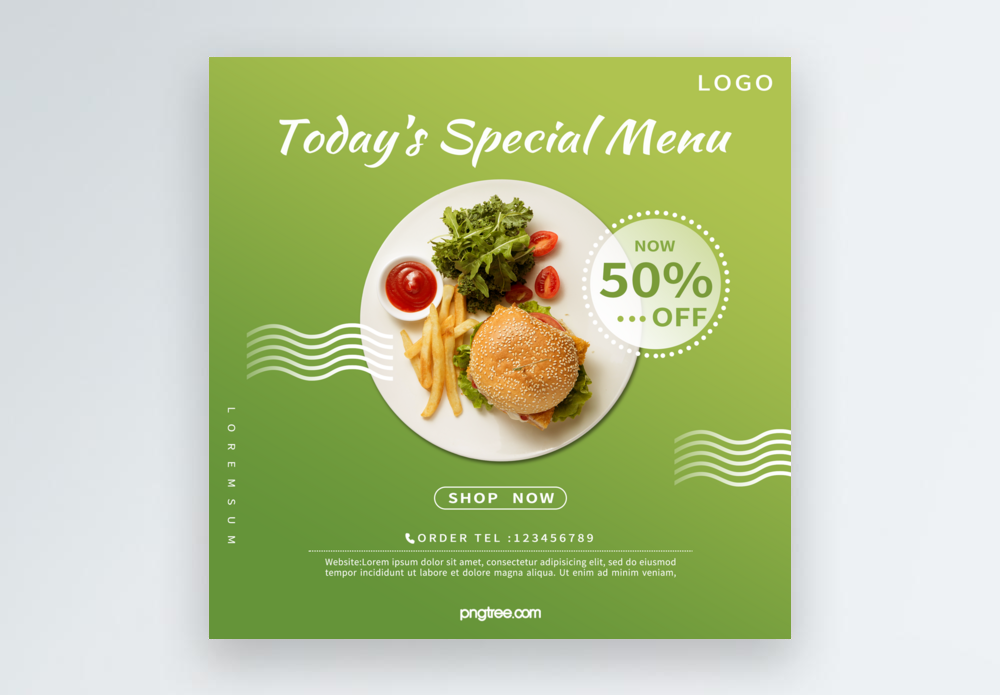 LOGO
Today's Special Menu
NOW
50%
•••OFF
LOREMSUM
SHOP NOW
ORDER TEL :123456789
Website:Lorem ipsum dolor sit amet, consectetur adipisicing elit, sed do eiusmod
tempor incididunt ut labore et dolore magna aliqua. Ut enim ad minim veniam,
pngtree.com